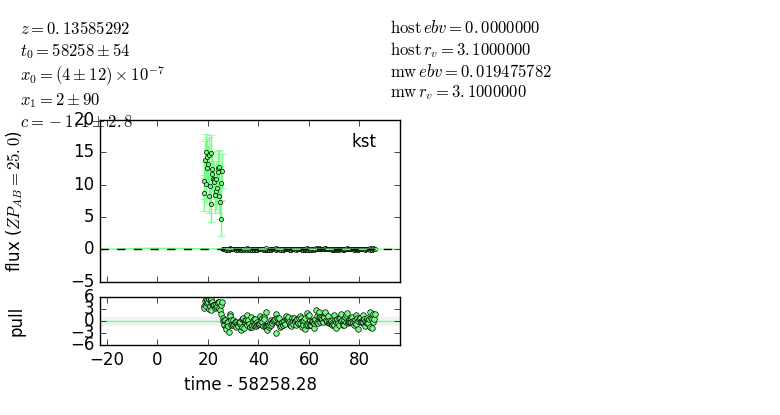 z = 0.13585292
t₀ = 58258 ± 54
x₀ = (4 ± 12) × 10⁻⁷
x₁ = 2 ± 90
host ebv = 0.0000000
host r_v = 3.1000000
mw ebv = 0.019475782
mw r_v = 3.1000000
kst
flux (ZP_AB = 25.0)
20
15
10
5
0
−5
pull
6
3
0
−3
−6
−20 0 20 40 60 80
time - 58258.28